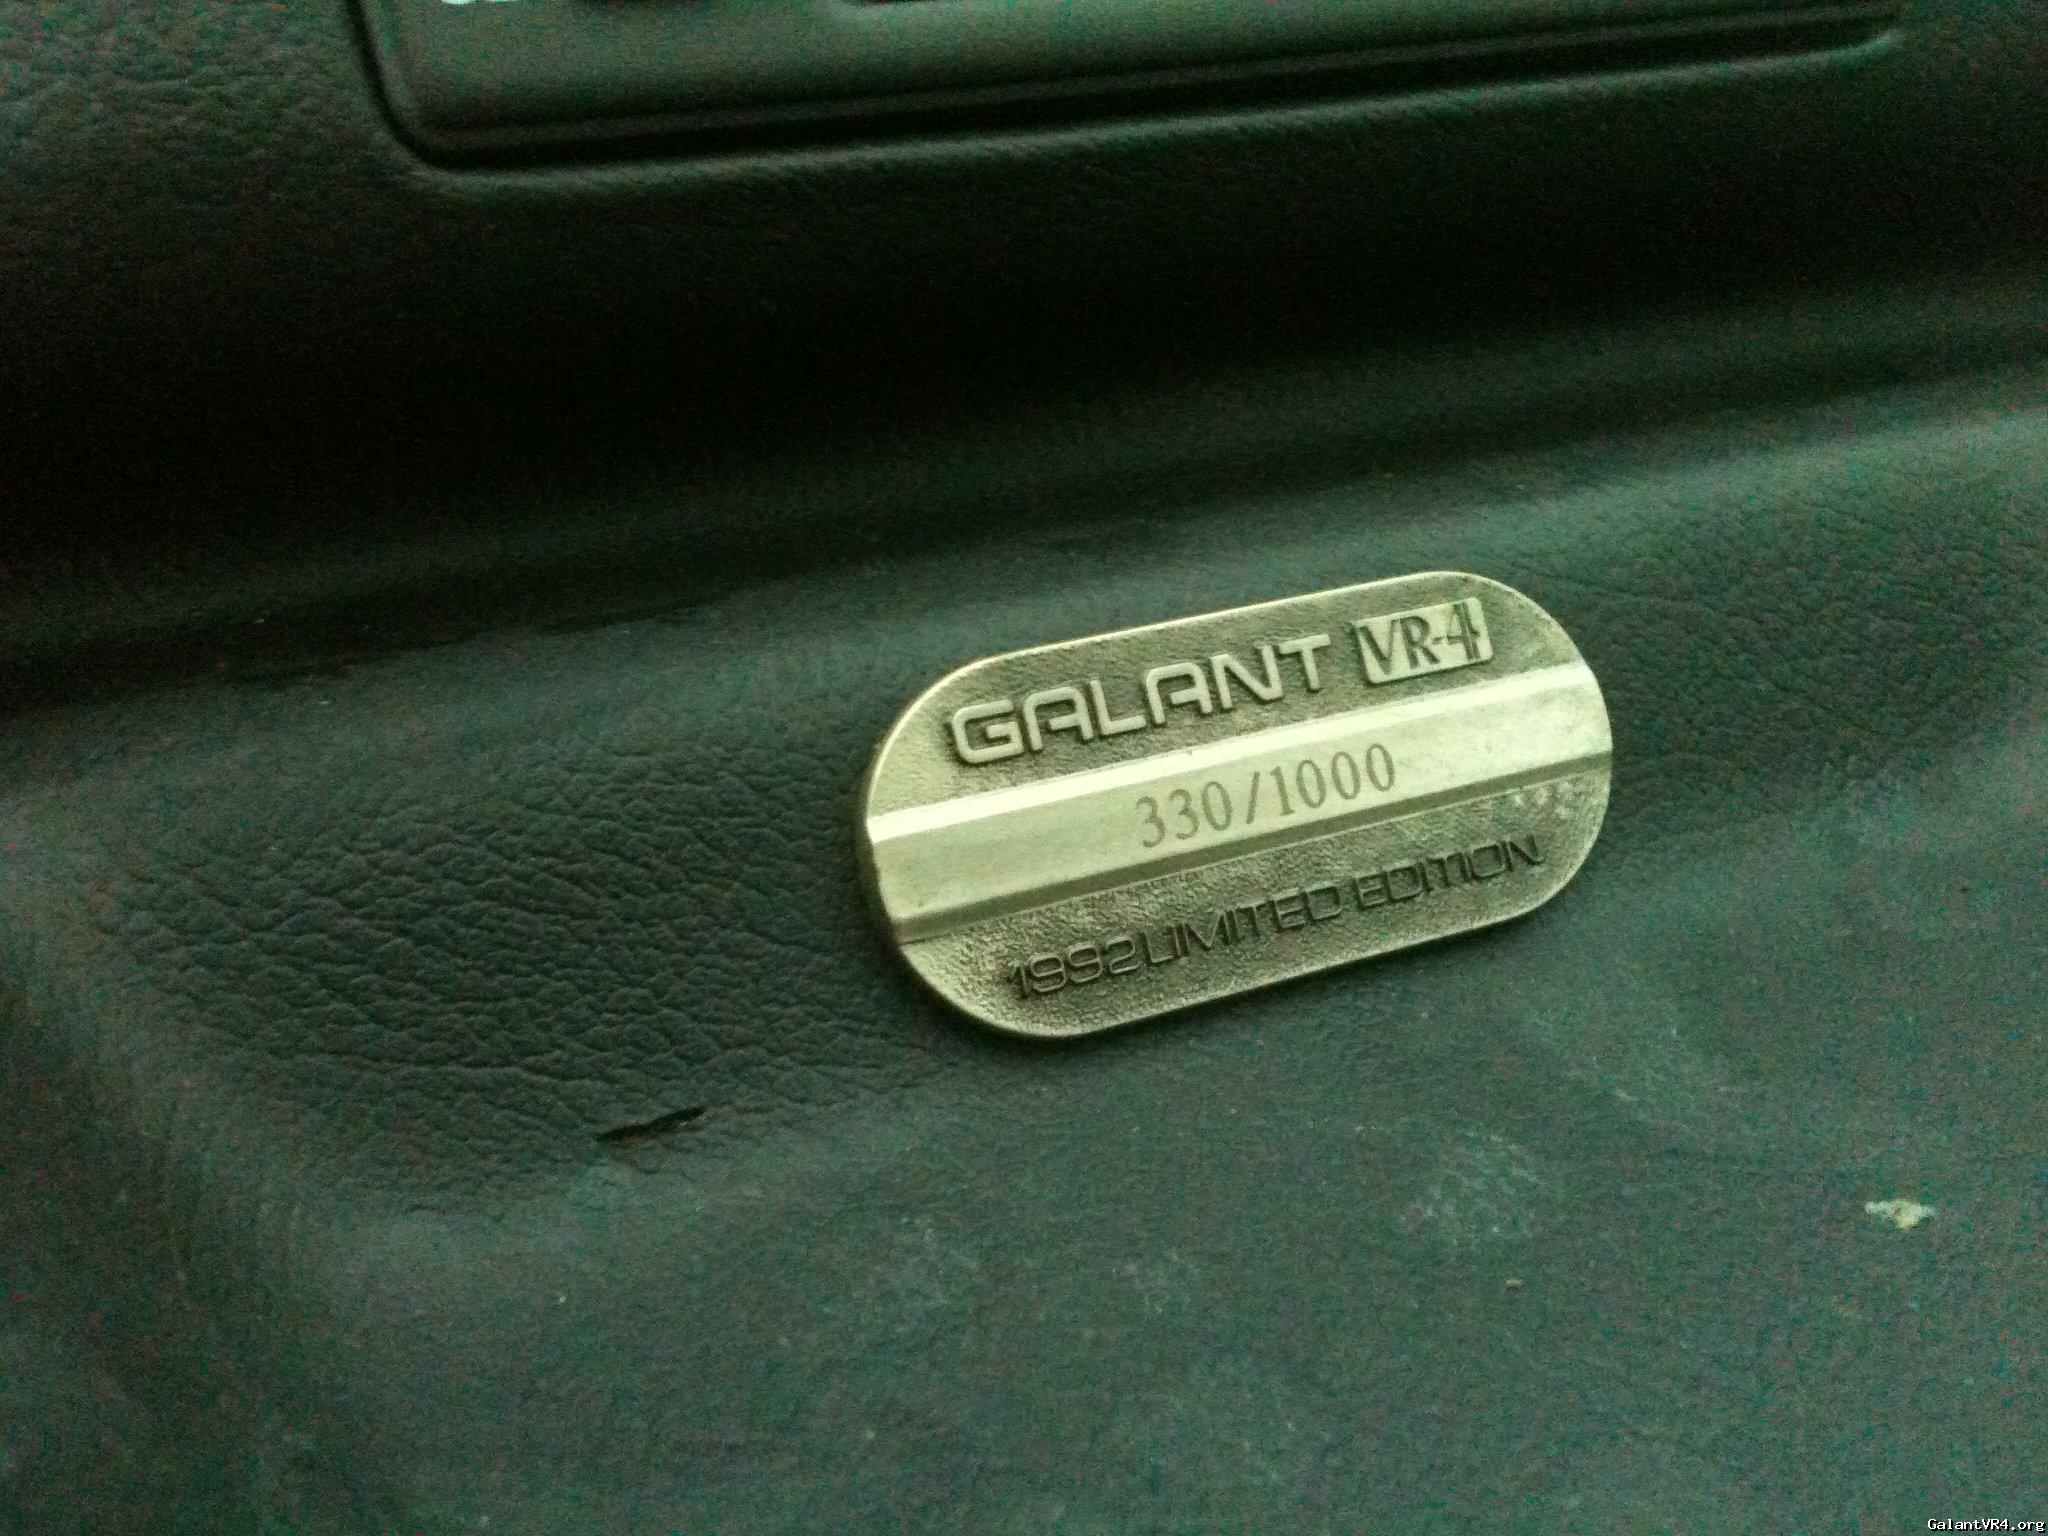 GALANT VR-4
330/1000
1992 LIMITED EDITION
GalantVR4.org